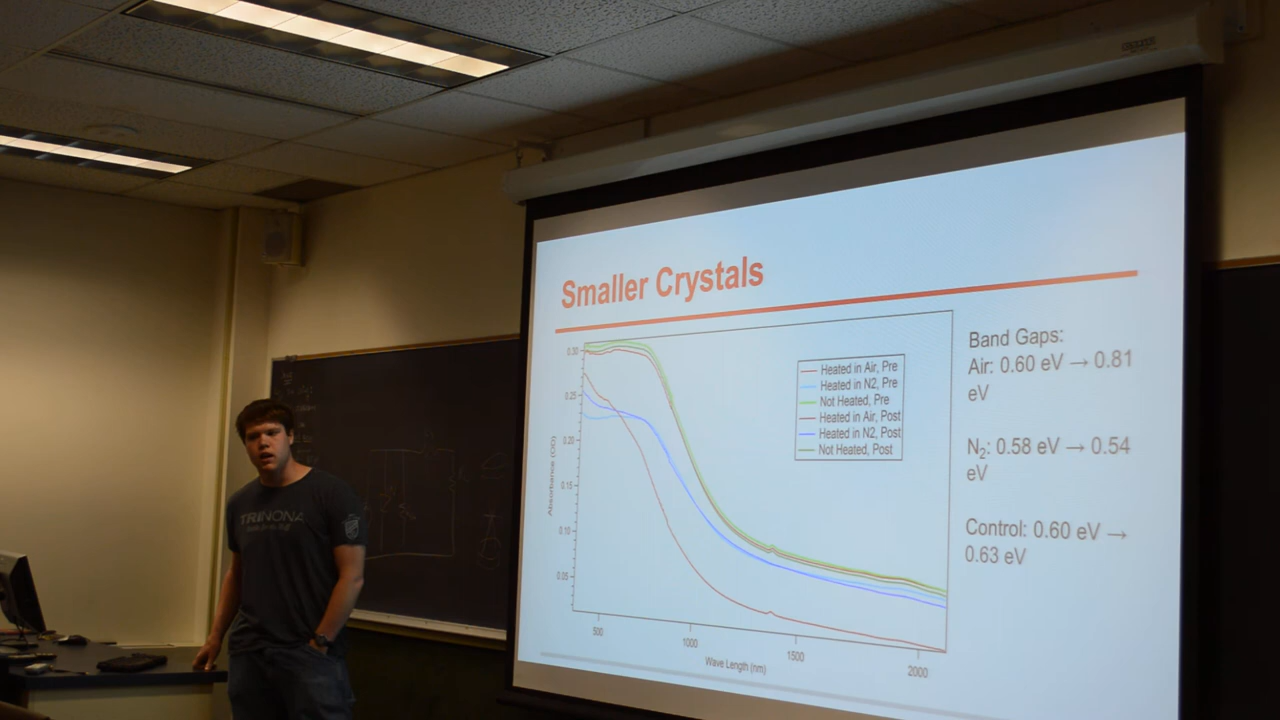 Smaller Crystals
0.30
0.25
0.20
0.15
0.10
0.05
Absorbance (OD)
500
1000
1500
2000
Wave Length (nm)
Heated in Air, Pre
Heated in N2, Pre
Not Heated, Pre
Heated in Air, Post
Heated in N2, Post
Not Heated, Post
Band Gaps:
Air: 0.60 eV → 0.81
eV
N₂: 0.58 eV → 0.54
eV
Control: 0.60 eV →
0.63 eV
TRINONA